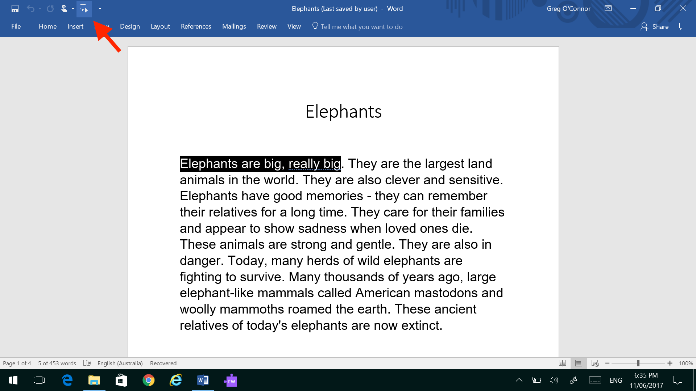 Elephants (Last saved by user) - Word
Greg O'Connor
File Home Insert Design Layout References Mailings Review View Tell me what you want to do
Share
Elephants
Elephants are big, really big. They are the largest land
animals in the world. They are also clever and sensitive.
Elephants have good memories - they can remember
their relatives for a long time. They care for their families
and appear to show sadness when loved ones die.
These animals are strong and gentle. They are also in
danger. Today, many herds of wild elephants are
fighting to survive. Many thousands of years ago, large
elephant-like mammals called American mastodons and
woolly mammoths roamed the earth. These ancient
relatives of today's elephants are now extinct.
Page 1 of 4 5 of 453 words English (Australia) Recovered
100%
ENG
6:35 PM
11/06/2017